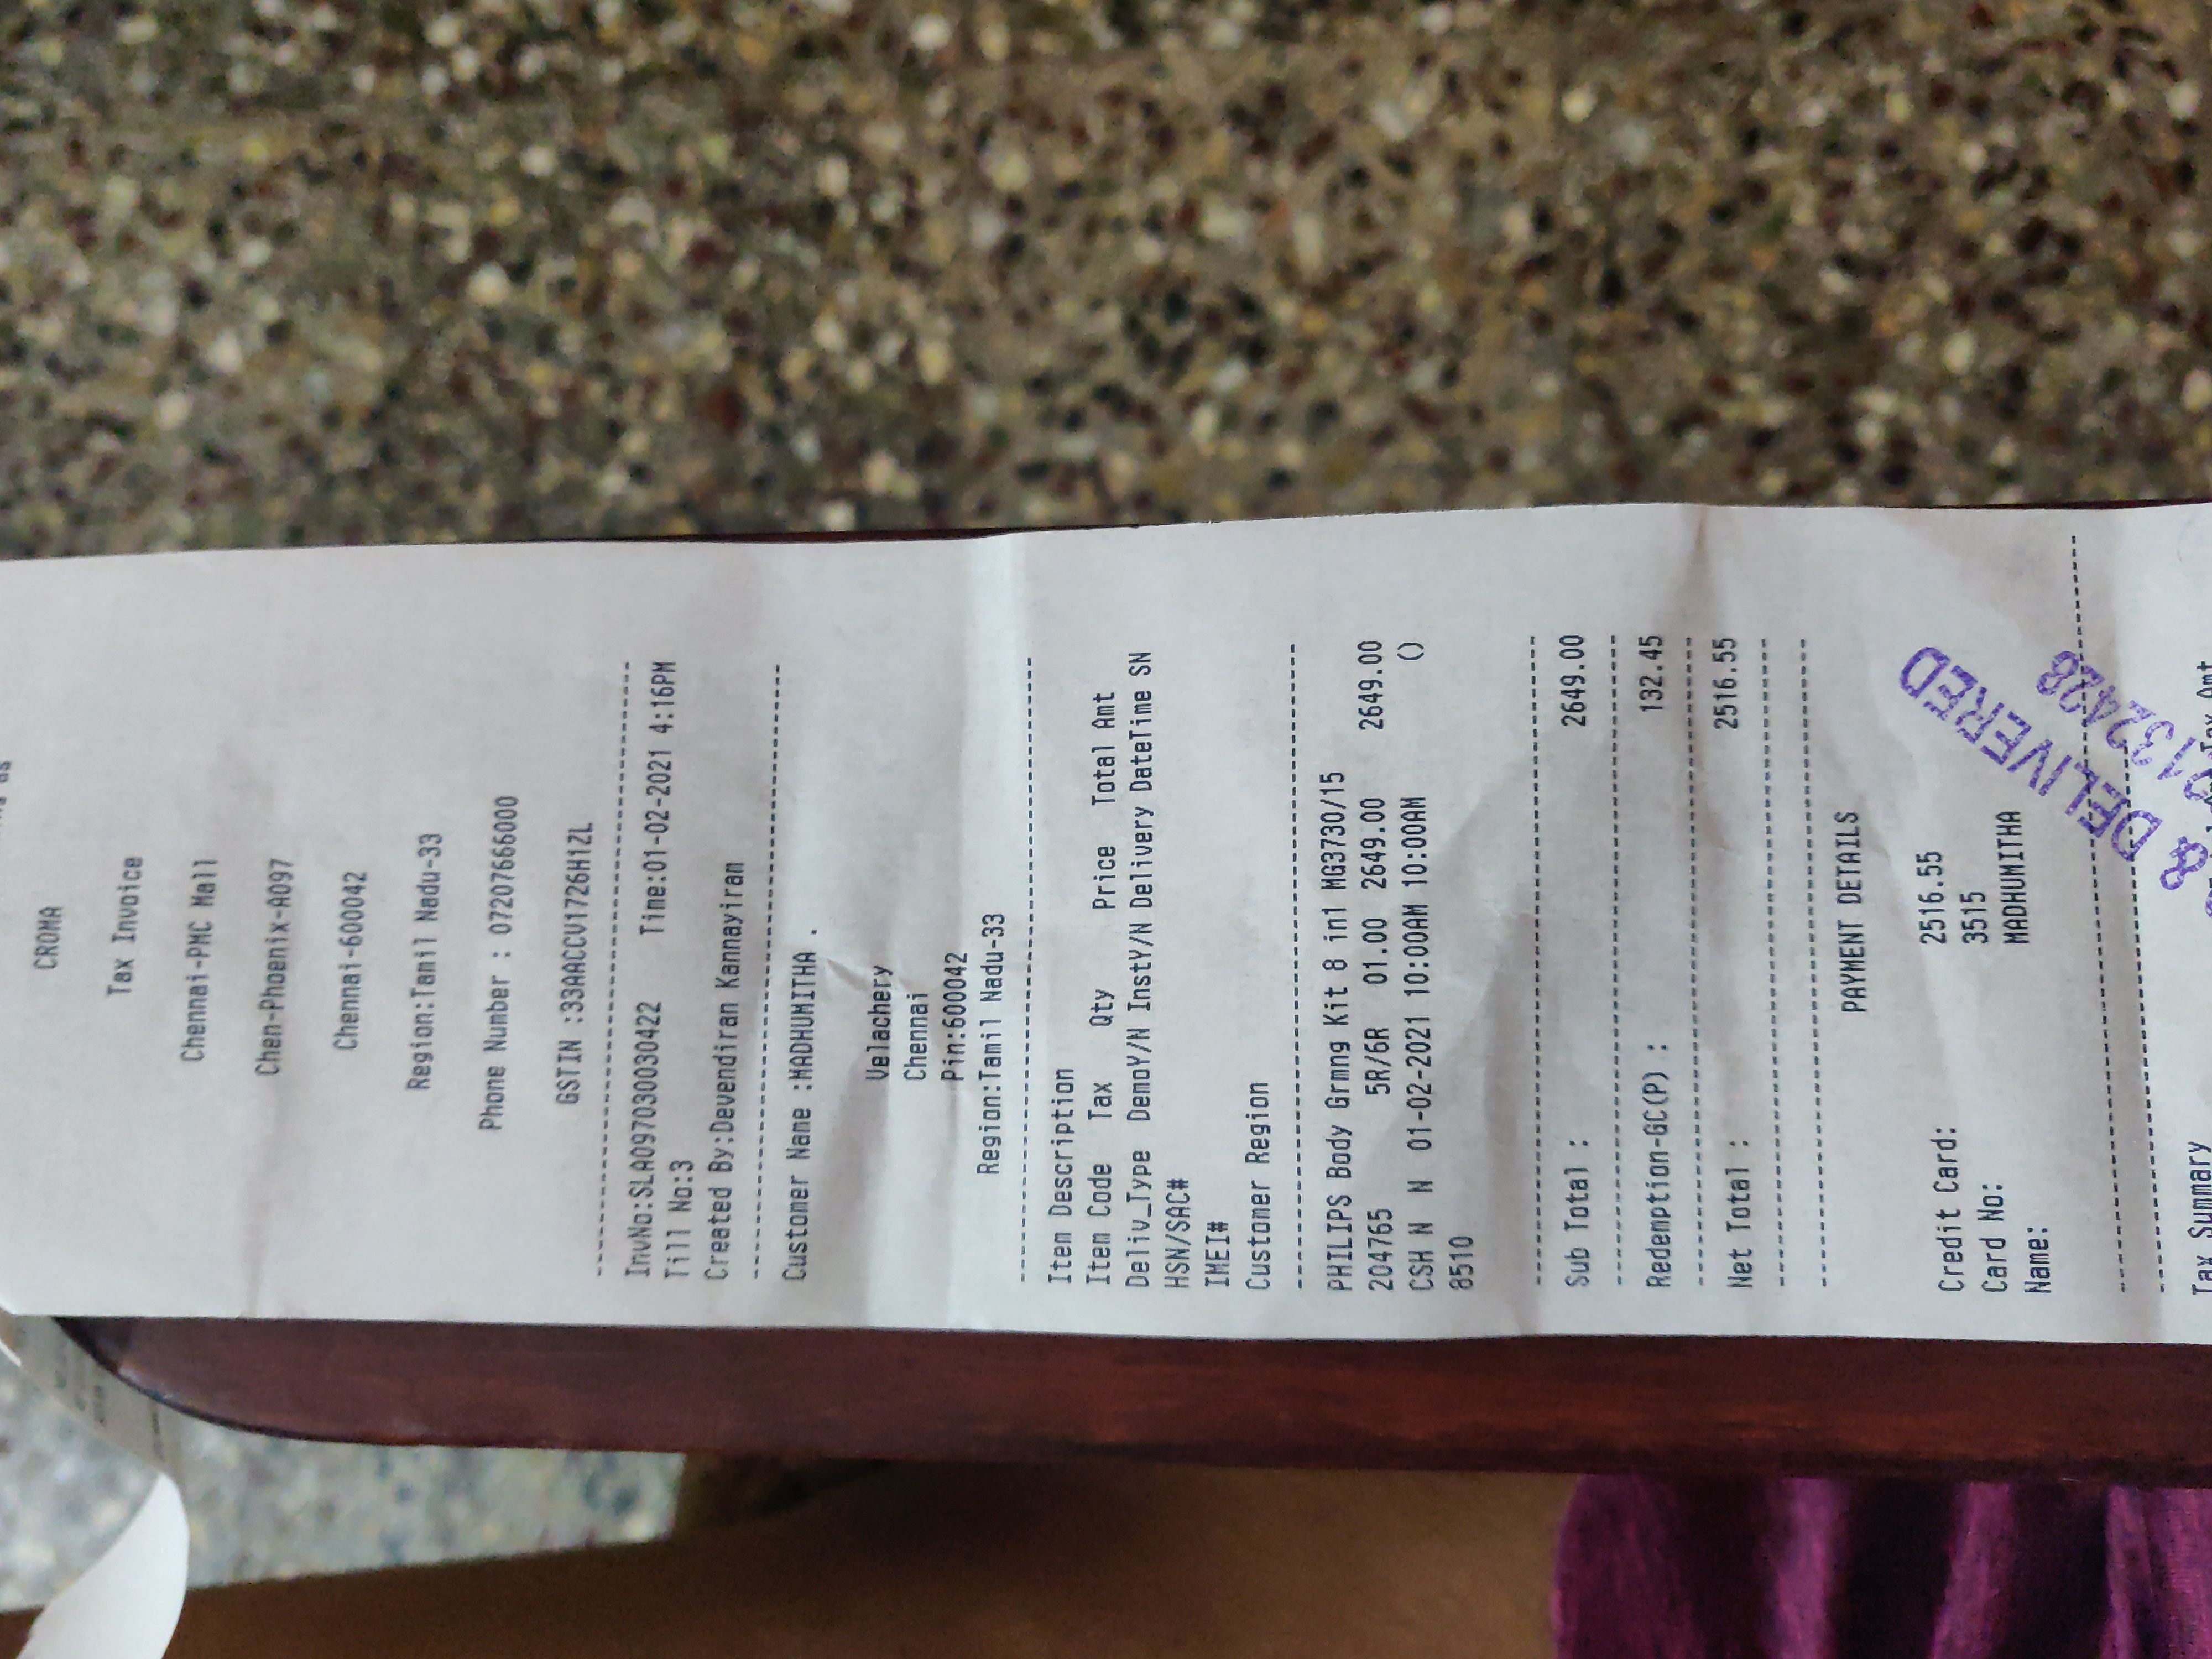 as
CROMA
Tax Invoice
Chennai-PMC Mall
Chen-Phoenix-A097
Chennai-600042
Region:Tamil Nadu-33
Phone Number : 07207666000
GSTIN :33AACCV1726H1ZL
InvNo:SLA097030030422 Time:01-02-2021 4:16PM
Till No:3
Created By:Devendiran Kannayiram
Customer Name :MADHUMITHA .
Velachery
Chennai
Pin:600042
Region:Tamil Nadu-33
Item Description
Item Code Tax Qty Price Total Amt
Deliv_Type DemoY/N InstY/N Delivery DateTime SN
HSN/SAC#
IMEI#
Customer Region
PHILIPS Body Grmng Kit 8 in1 MG3730/15
204765 5R/6R 01.00 2649.00 2649.00
CSH N N 01-02-2021 10:00AM 10:00AM ()
8510
Sub Total : 2649.00
Redemption-GC(P) : 132.45
Net Total : 2516.55
PAYMENT DETAILS
Credit Card: 2516.55
Card No: 3515
Name: MADHUMITHA
& DELIVERED
132428
Tax Summary
Tax Amt